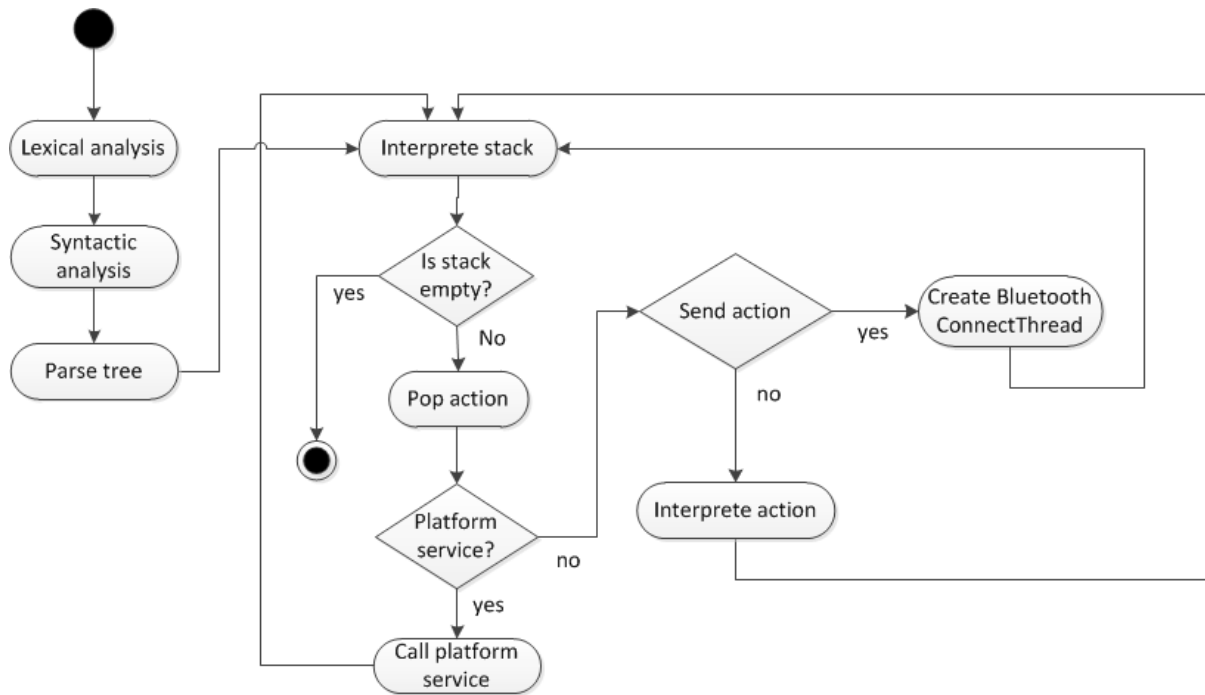 Lexical analysis
Syntactic
analysis
Parse tree
Interprete stack
Is stack
empty?
yes
No
Pop action
Platform
service?
no
yes
Call platform
service
Send action
yes
no
Create Bluetooth
ConnectThread
Interprete action